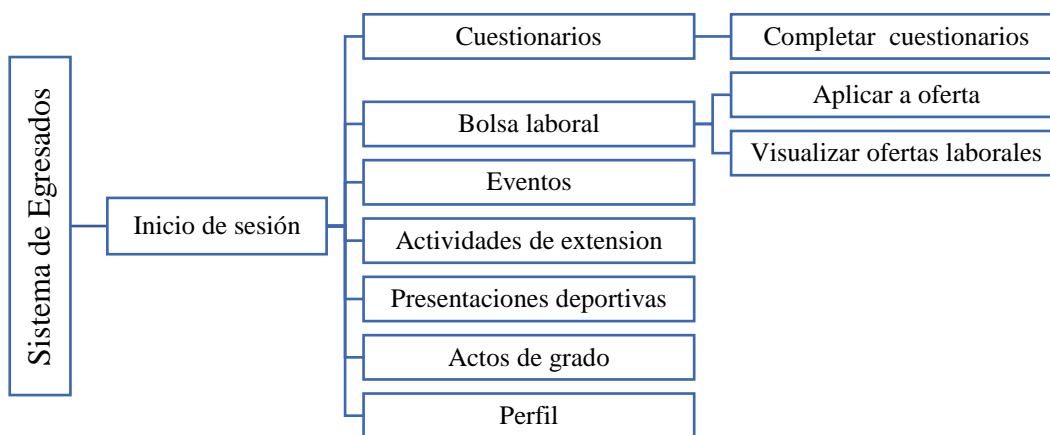 Sistema de Egresados
Inicio de sesión
Cuestionarios
Completar cuestionarios
Bolsa laboral
Aplicar a oferta
Visualizar ofertas laborales
Eventos
Actividades de extension
Presentaciones deportivas
Actos de grado
Perfil